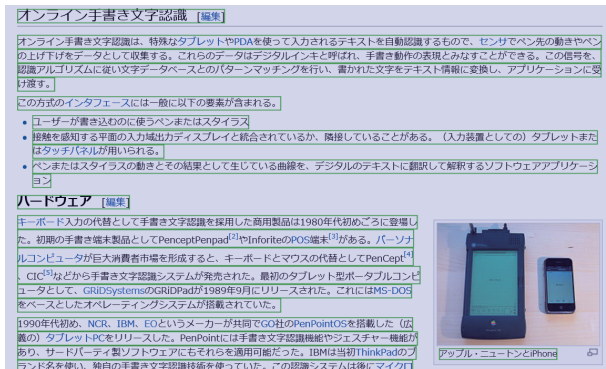 オンライン手書き文字認識 [編集]
オンライン手書き文字認識は、特殊なタブレットやPDAを使って入力されるテキストを自動認識するもので、センサでペン先の動きやペン
の上げ下げをデータとして収集する。これらのデータはデジタルインキと呼ばれ、手書き動作の表現とみなすことができる。この信号を、
認識アルゴリズムに従い文字データベースとのパターンマッチングを行い、書かれた文字をテキスト情報に変換し、アプリケーションに受
け渡す。
この方式のインタフェースには一般に以下の要素が含まれる。
ユーザーが書き込むのに使うペンまたはスタイラス
接触を感知する平面の入力域出力ディスプレイと統合されているか、隣接していることがある。（入力装置としての）タブレットまた
はタッチパネルが用いられる。
ペンまたはスタイラスの動きとその結果として生じている曲線を、デジタルのテキストに翻訳して解釈するソフトウェアアプリケーシ
ョン
ハードウェア [編集]
キーボード入力の代替として手書き文字認識を採用した商用製品は1980年代初めごろに登場し
た。初期の手書き端末製品としてPenceptPenpad[2]やInforiteのPOS端末[3]がある。パーソナ
ルコンピュータが巨大消費者市場を形成すると、キーボードとマウスの代替としてPenCept[4]
、CIC[5]などから手書き文字認識システムが発売された。最初のタブレット型ポータブルコンピ
ュータとして、GRiDSystemsのGRiDPadが1989年9月にリリースされた。これにはMS-DOS
をベースとしたオペレーティングシステムが搭載されていた。
1990年代初め、NCR、IBM、EOというメーカーが共同でGO社のPenPointOSを搭載した（広
義の）タブレットPCをリリースした。PenPointには手書き文字認識機能やジェスチャー機能が
あり、サードパーティ製ソフトウェアにもそれらを適用可能だった。IBMは当初ThinkPadのブ
ランド名を使い、独自の手書き文字認識技術を使っていた。この認識システムは後にマイクロ
アップル・ニュートンとiPhone